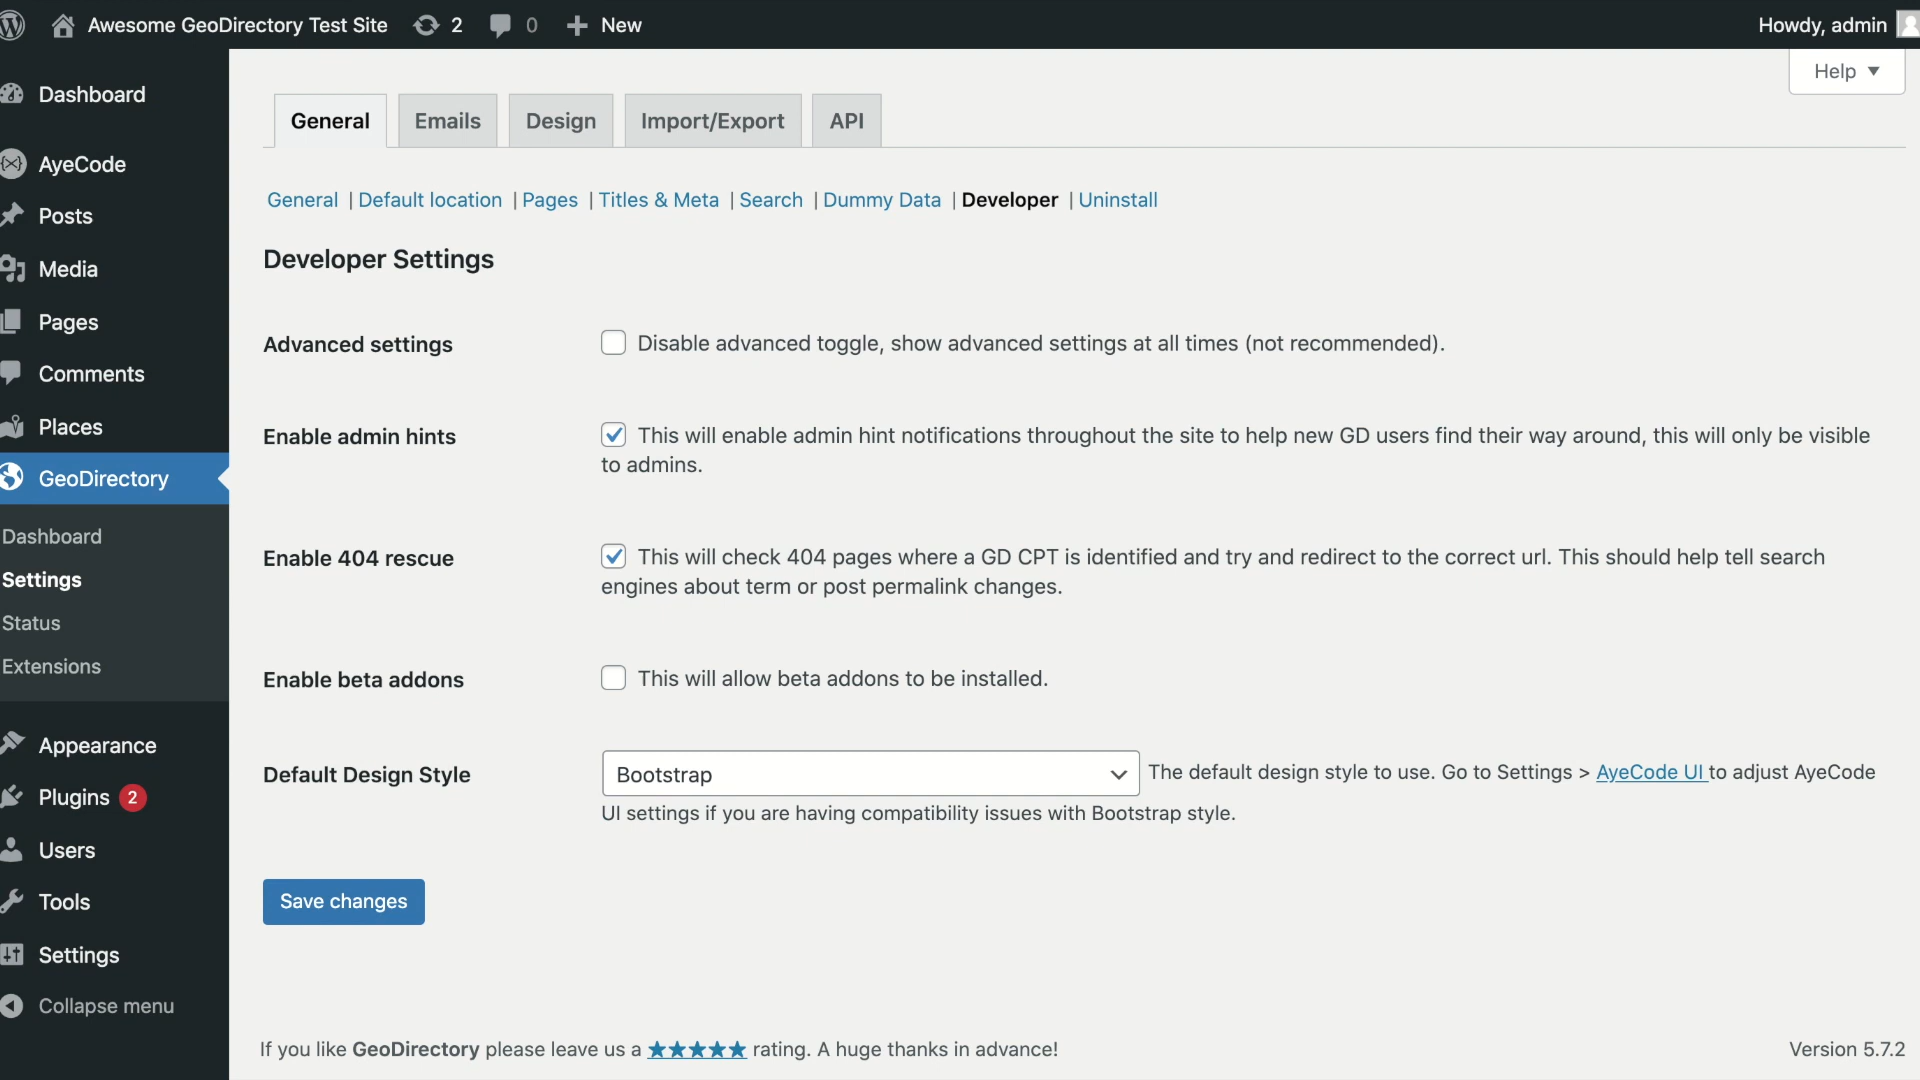 Awesome GeoDirectory Test Site 2 0 New Howdy, admin
Help
Dashboard
AyeCode
Posts
Media
Pages
Comments
Places
GeoDirectory
Dashboard
Settings
Status
Extensions
Appearance
Plugins 2
Users
Tools
Settings
Collapse menu
General Emails Design Import/Export API
General | Default location | Pages | Titles & Meta | Search | Dummy Data | Developer | Uninstall
Developer Settings
Advanced settings Disable advanced toggle, show advanced settings at all times (not recommended).
Enable admin hints This will enable admin hint notifications throughout the site to help new GD users find their way around, this will only be visible
to admins.
Enable 404 rescue This will check 404 pages where a GD CPT is identified and try and redirect to the correct url. This should help tell search
engines about term or post permalink changes.
Enable beta addons This will allow beta addons to be installed.
Default Design Style Bootstrap The default design style to use. Go to Settings > AyeCode UI to adjust AyeCode
UI settings if you are having compatibility issues with Bootstrap style.
Save changes
If you like GeoDirectory please leave us a ★★★★★ rating. A huge thanks in advance! Version 5.7.2